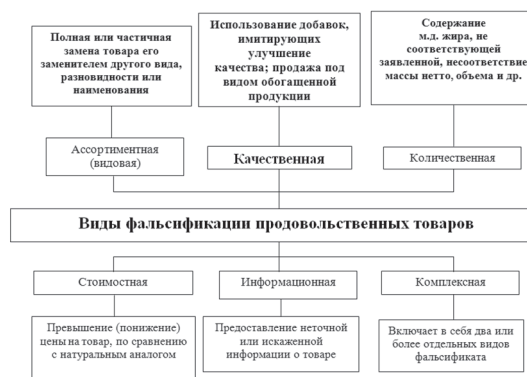 Полная или частичная
замена товара его
заменителем другого вида,
разновидности или
наименования
Использование добавок,
имитирующих
улучшение
качества; продажа под
видом обогащенной
продукции
Содержание
м.д. жира, не
соответствующей
заявленной, несоответствие
массы нетто, объема и др.
Ассортиментная
(видовая)
Качественная
Количественная
Виды фальсификации продовольственных товаров
Стоимостная
Информационная
Комплексная
Превышение (понижение)
цены на товар, по сравнению
с натуральным аналогом
Предоставление неточной
или искаженной
информации о товаре
Включает в себя два или
более отдельных видов
фальсификата